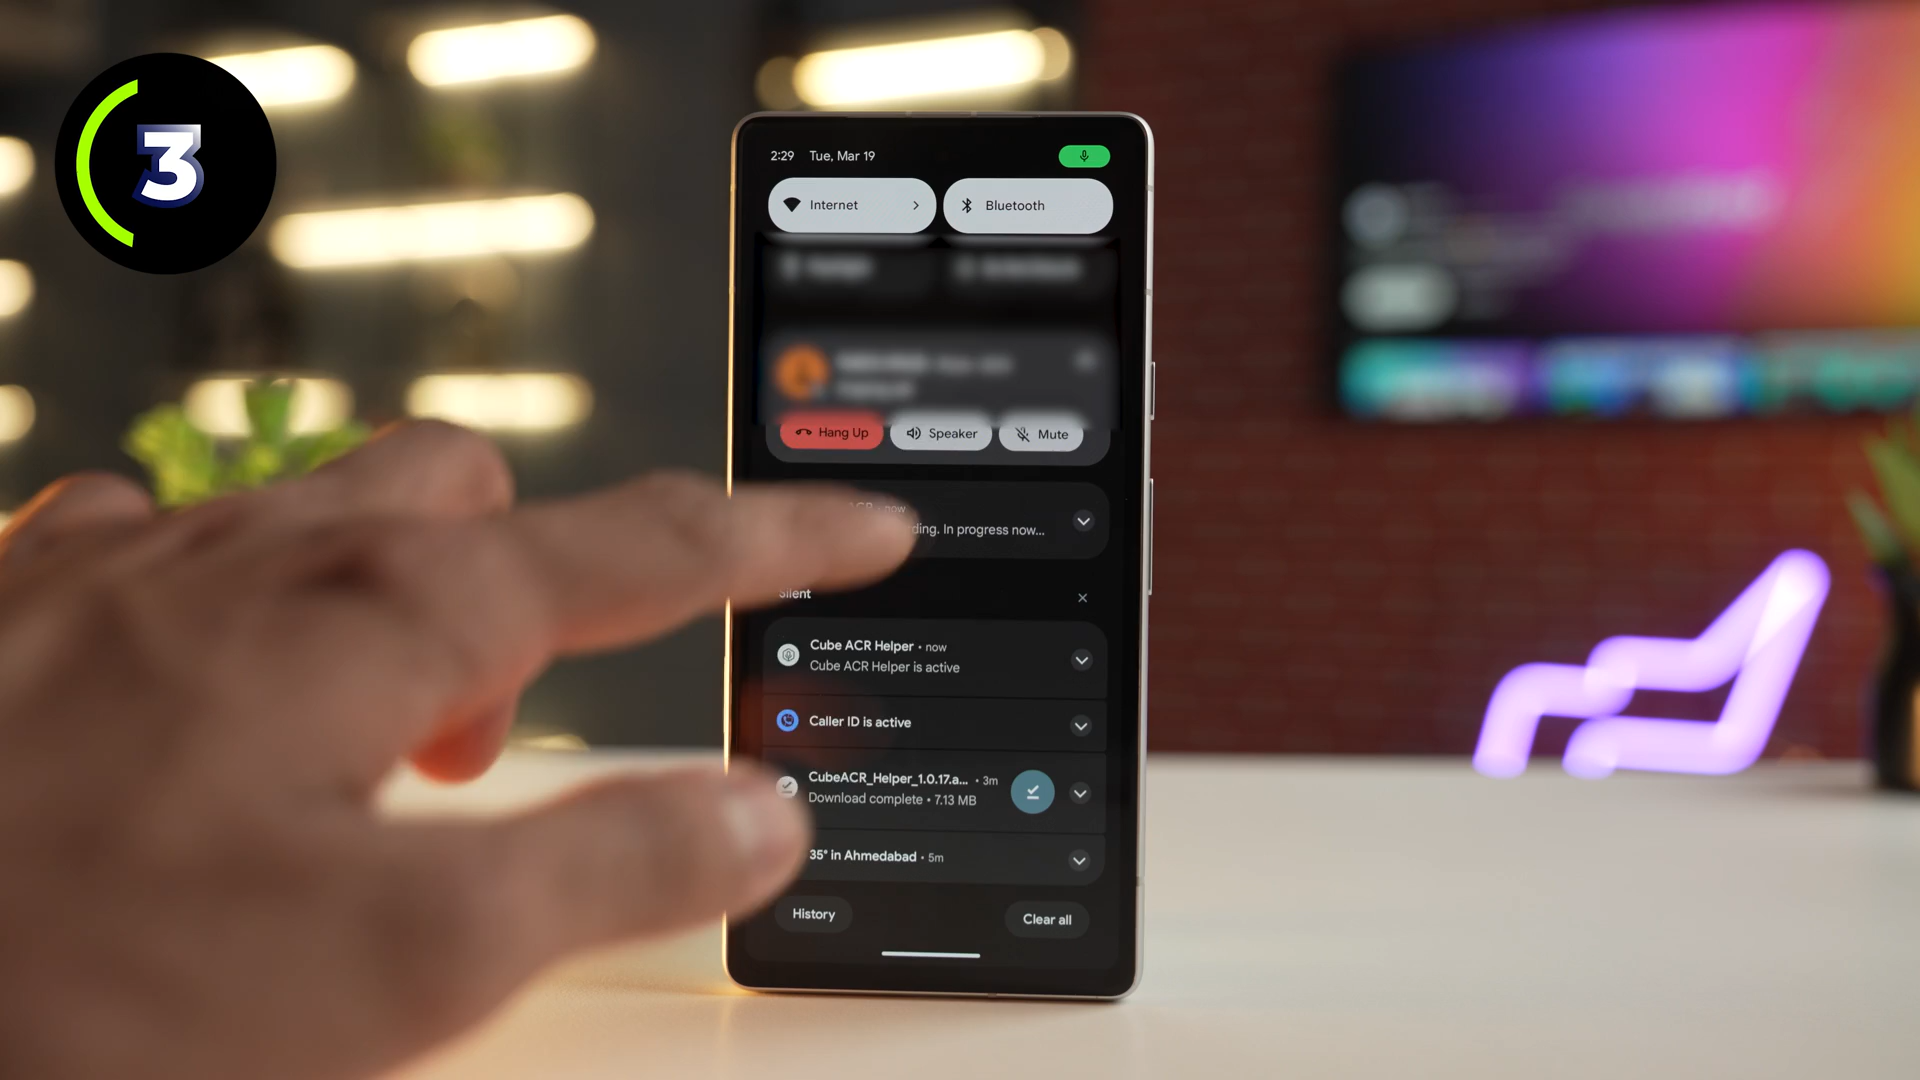 3
2:29 Tue, Mar 19
Internet
Bluetooth
Hang Up
Speaker
Mute
ACR • now
ding. In progress now...
Silent
Cube ACR Helper • now
Cube ACR Helper is active
Caller ID is active
CubeACR_Helper_1.0.17.a... • 3m
Download complete • 7.13 MB
35° in Ahmedabad • 5m
History
Clear all